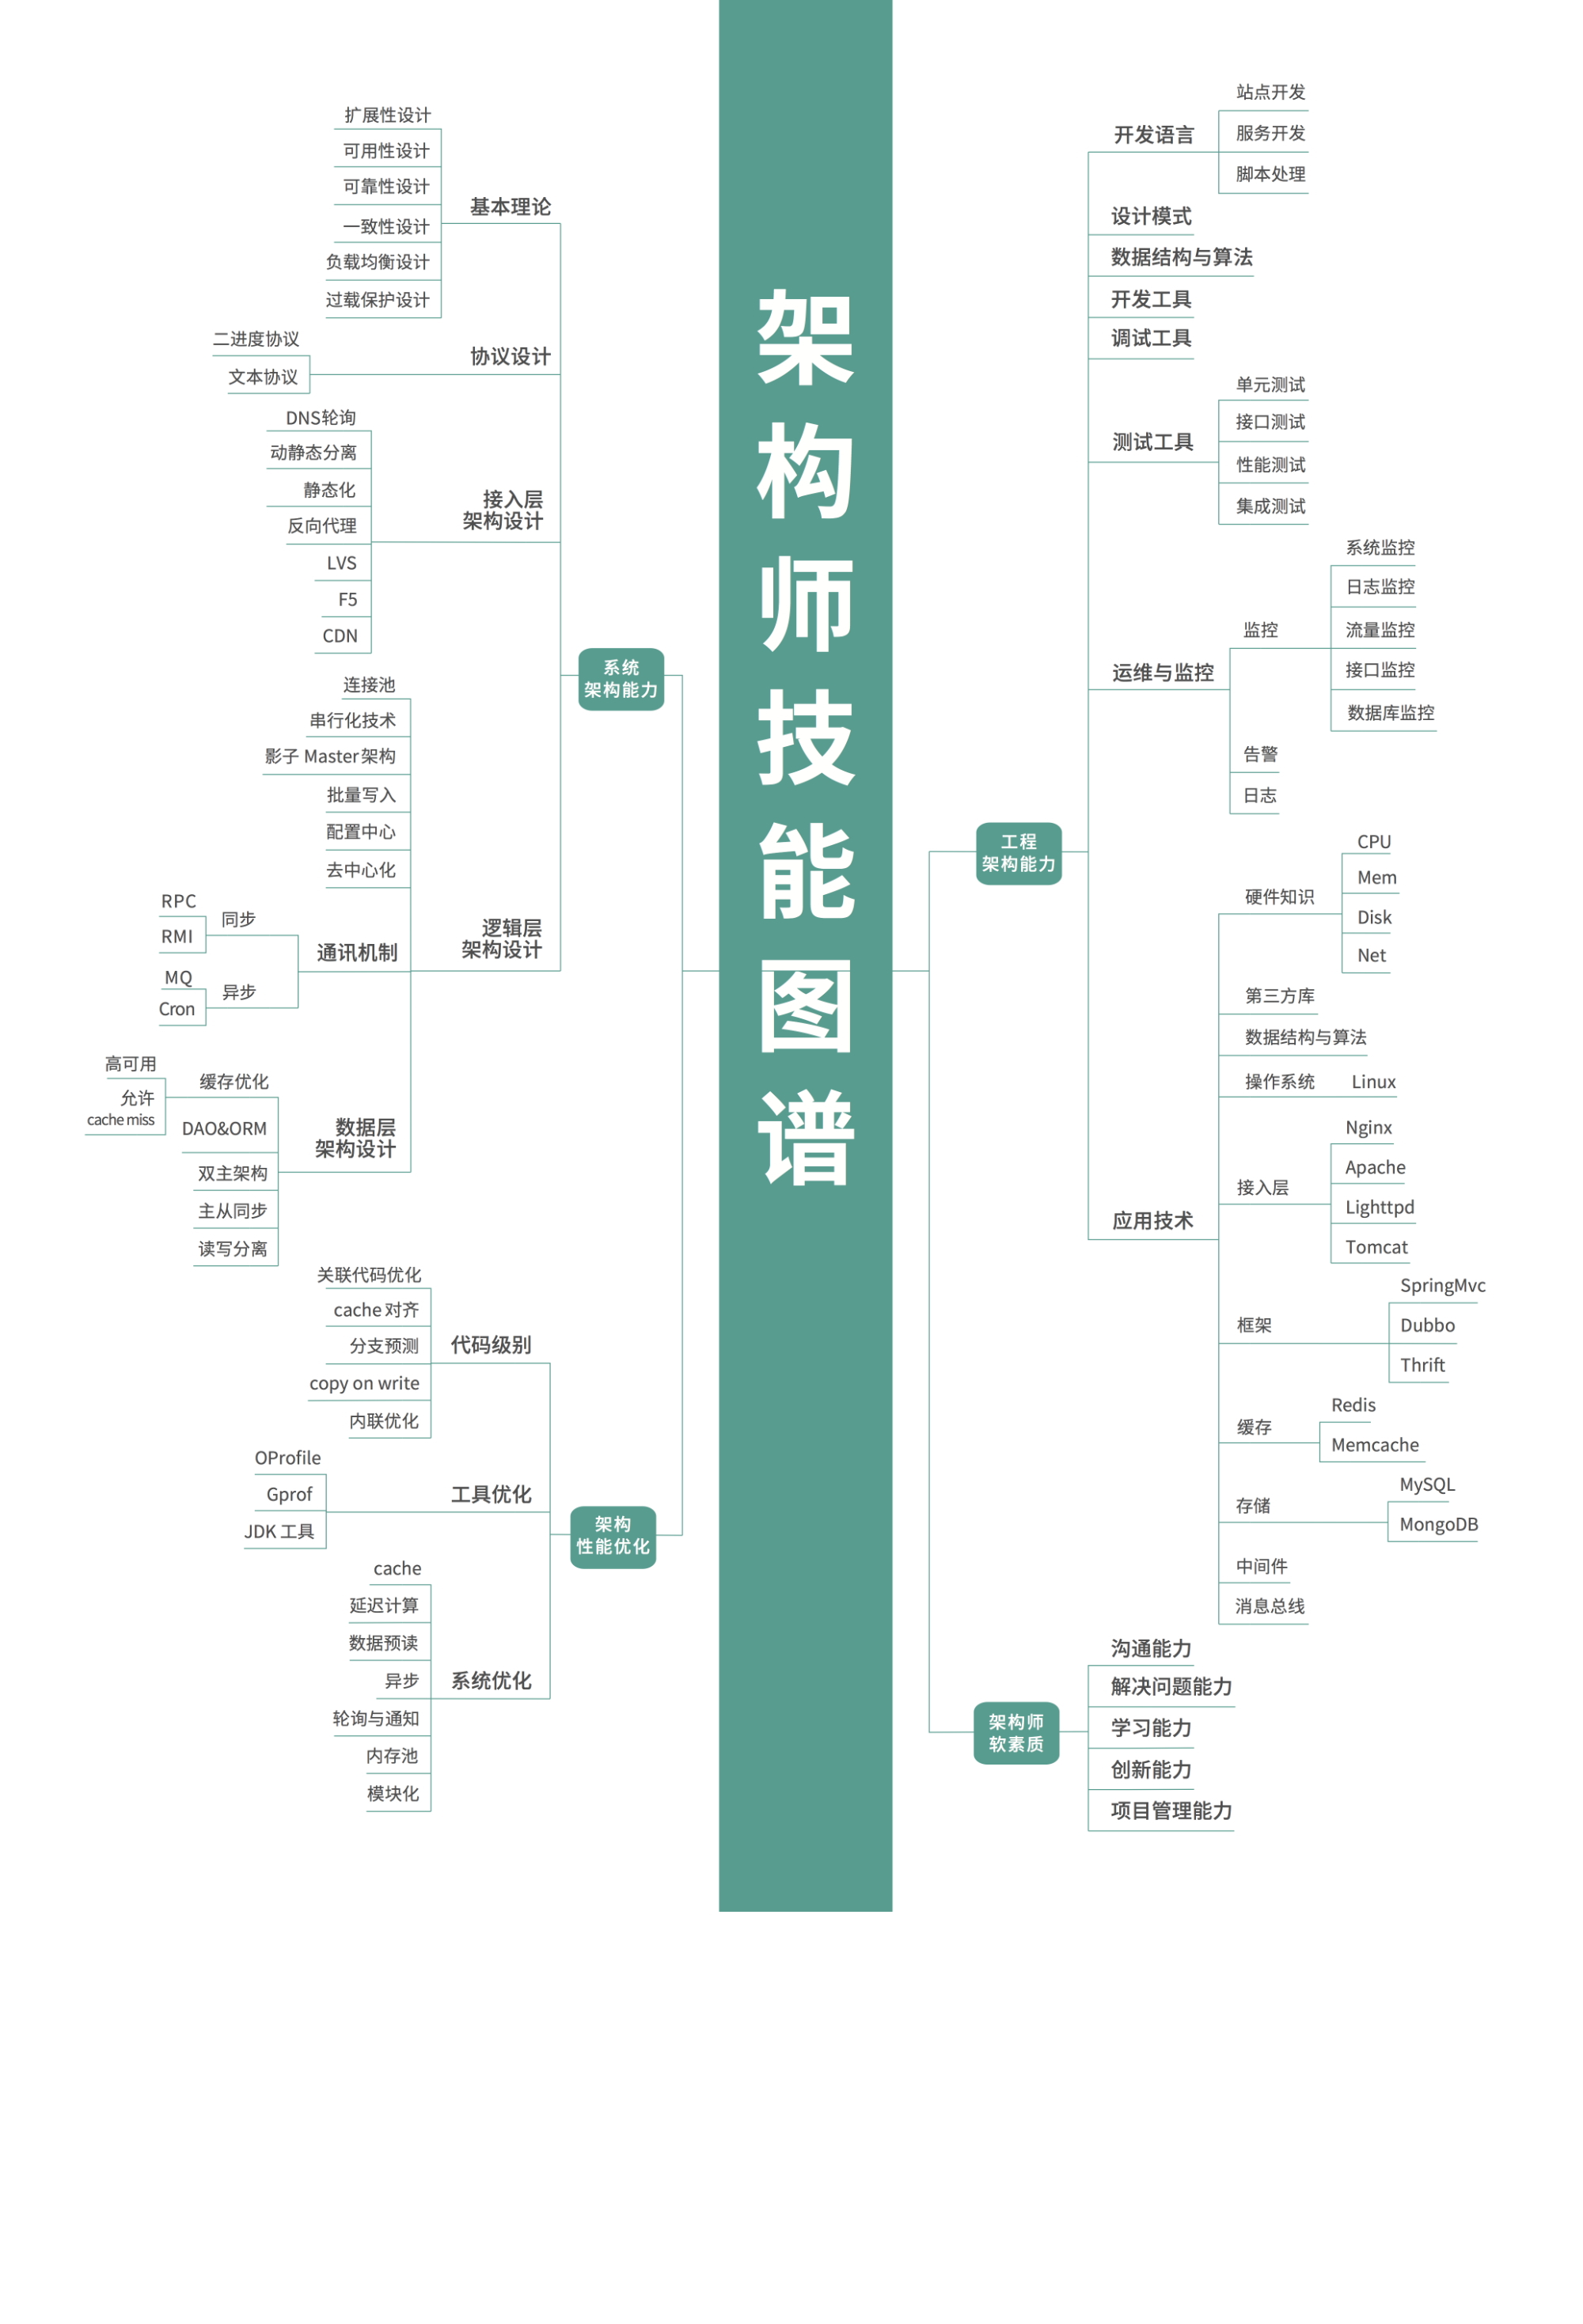 架构师技能图谱
系统
架构能力
基本理论
扩展性设计
可用性设计
可靠性设计
一致性设计
负载均衡设计
过载保护设计
协议设计
二进度协议
文本协议
接入层
架构设计
DNS轮询
动静态分离
静态化
反向代理
LVS
F5
CDN
逻辑层
架构设计
连接池
串行化技术
影子 Master架构
批量写入
配置中心
去中心化
通讯机制
同步
RPC
RMI
异步
MQ
Cron
数据层
架构设计
缓存优化
高可用
允许
cache miss
DAO&ORM
双主架构
主从同步
读写分离
架构
性能优化
代码级别
关联代码优化
cache 对齐
分支预测
copy on write
内联优化
工具优化
OProfile
Gprof
JDK 工具
系统优化
cache
延迟计算
数据预读
异步
轮询与通知
内存池
模块化
工程
架构能力
开发语言
站点开发
服务开发
脚本处理
设计模式
数据结构与算法
开发工具
调试工具
测试工具
单元测试
接口测试
性能测试
集成测试
运维与监控
监控
系统监控
日志监控
流量监控
接口监控
数据库监控
告警
日志
应用技术
硬件知识
CPU
Mem
Disk
Net
第三方库
数据结构与算法
操作系统 Linux
接入层
Nginx
Apache
Lighttpd
Tomcat
框架
SpringMvc
Dubbo
Thrift
缓存
Redis
Memcache
存储
MySQL
MongoDB
中间件
消息总线
架构师
软素质
沟通能力
解决问题能力
学习能力
创新能力
项目管理能力